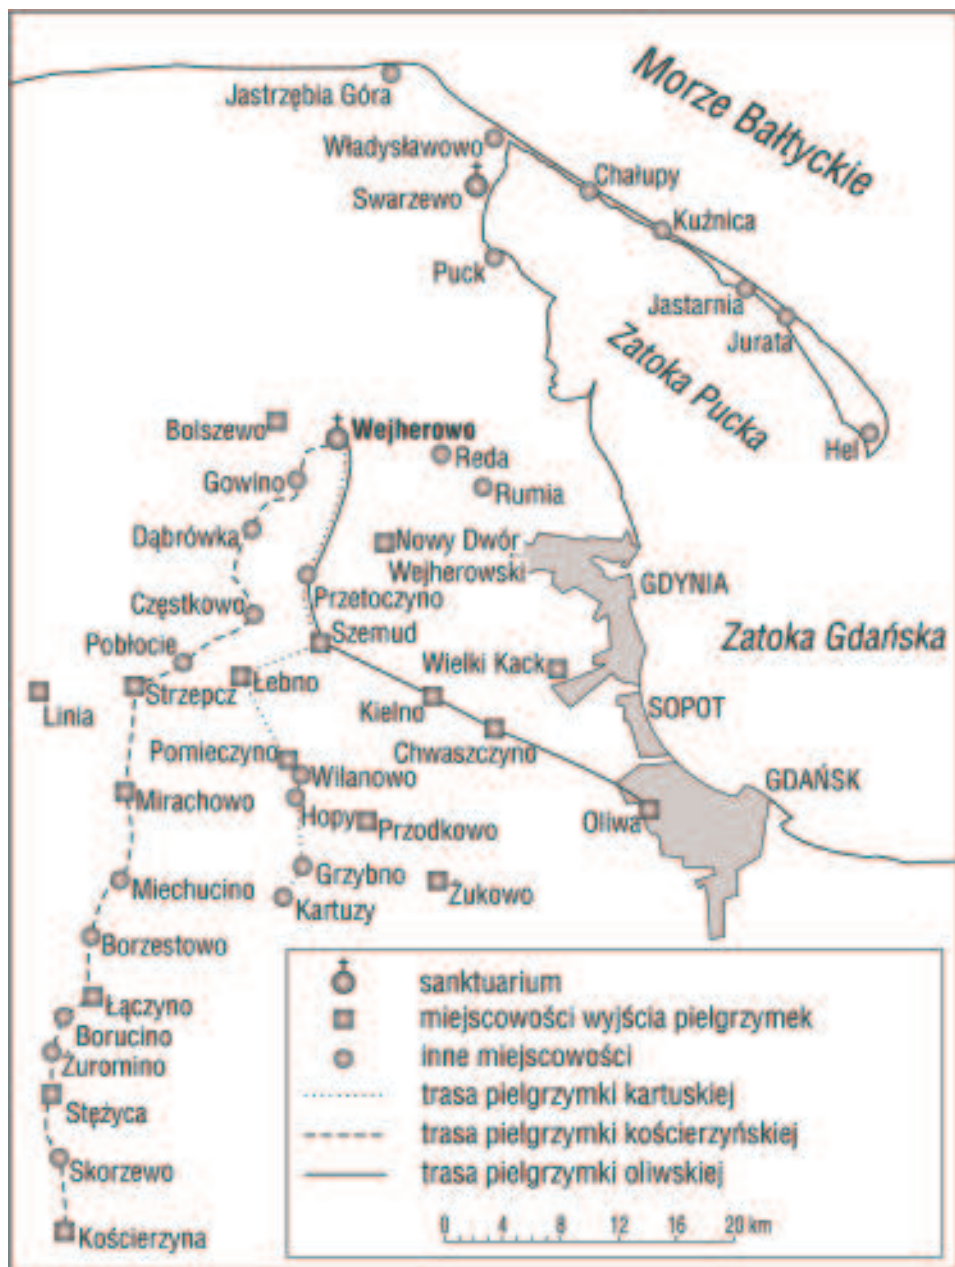 Morze Bałtyckie
Jastrzębia Góra
Władysławowo
Chałupy
Swarzewo
Kuźnica
Puck
Jastarnia
Jurata
Zatoka Pucka
Hel
Bolszewo
Wejherowo
Reda
Gowino
Rumia
Dąbrówka
Nowy Dwór
Wejherowski
GDYNIA
Przetoczyno
Częstkowo
Szemud
Zatoka Gdańska
Pobłocie
Wielki Kack
Łebno
Strzepcz
Linia
Kielno
SOPOT
Chwaszczyno
Pomieczyno
Wilanowo
GDAŃSK
Mirachowo
Hopy
Przodkowo
Oliwa
Grzybno
Miechucino
Żukowo
Kartuzy
Borzestowo
Łączyno
Borucino
Żuromino
Stężyca
Skorzewo
Kościerzyna
sanktuarium
miejscowości wyjścia pielgrzymek
inne miejscowości
trasa pielgrzymki kartuskiej
trasa pielgrzymki kościerzyńskiej
trasa pielgrzymki oliwskiej
0 4 8 12 16 20 km